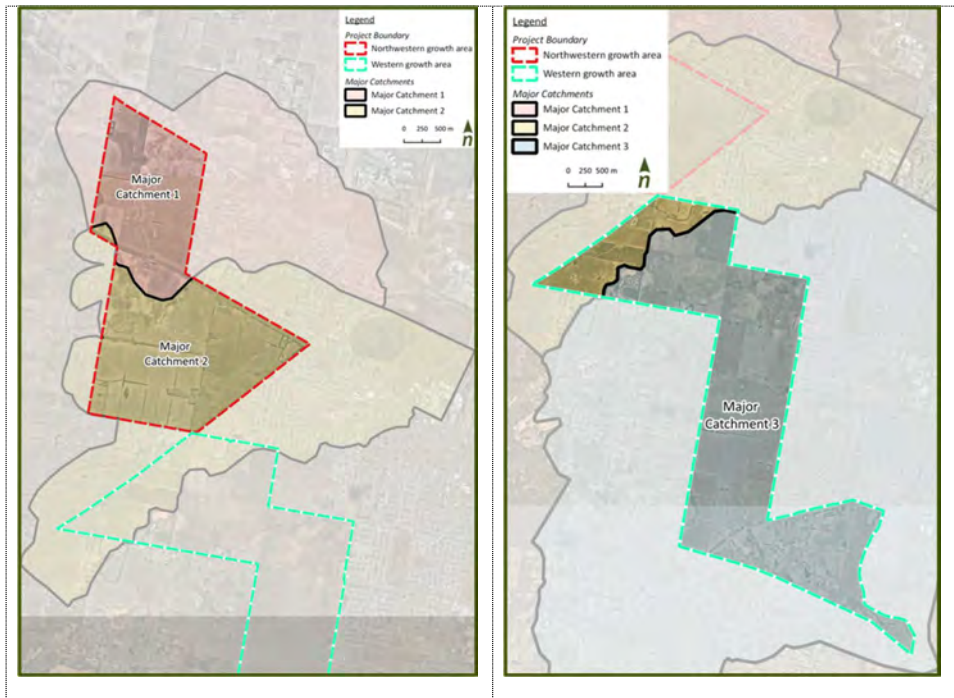 Legend
Project Boundary
Northwestern growth area
Western growth area
Major Catchments
Major Catchment 1
Major Catchment 2
0 250 500 m
n
Major
Catchment 1
Major
Catchment 2
Legend
Project Boundary
Northwestern growth area
Western growth area
Major Catchments
Major Catchment 1
Major Catchment 2
Major Catchment 3
0 250 500 m
n
Major
Catchment 3